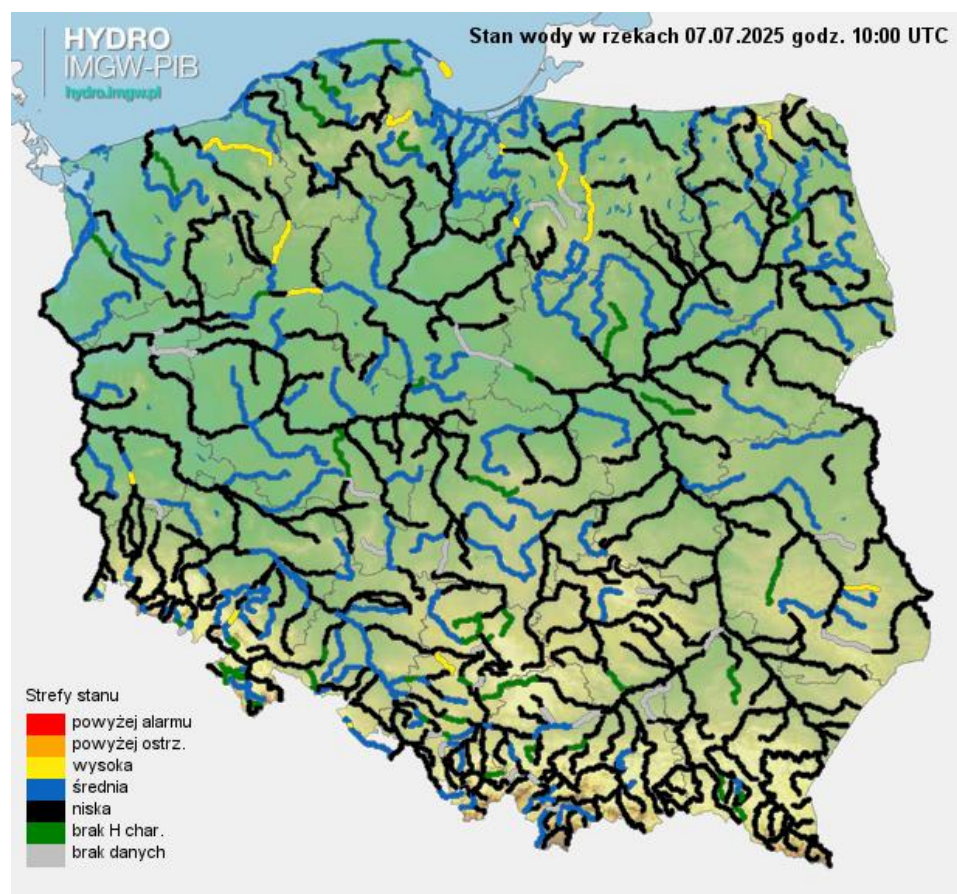 HYDRO
IMGW-PIB
hydro.imgw.pl
Stan wody w rzekach 07.07.2025 godz. 10:00 UTC
Strefy stanu
powyżej alarmu
powyżej ostrz.
wysoka
średnia
niska
brak H char.
brak danych